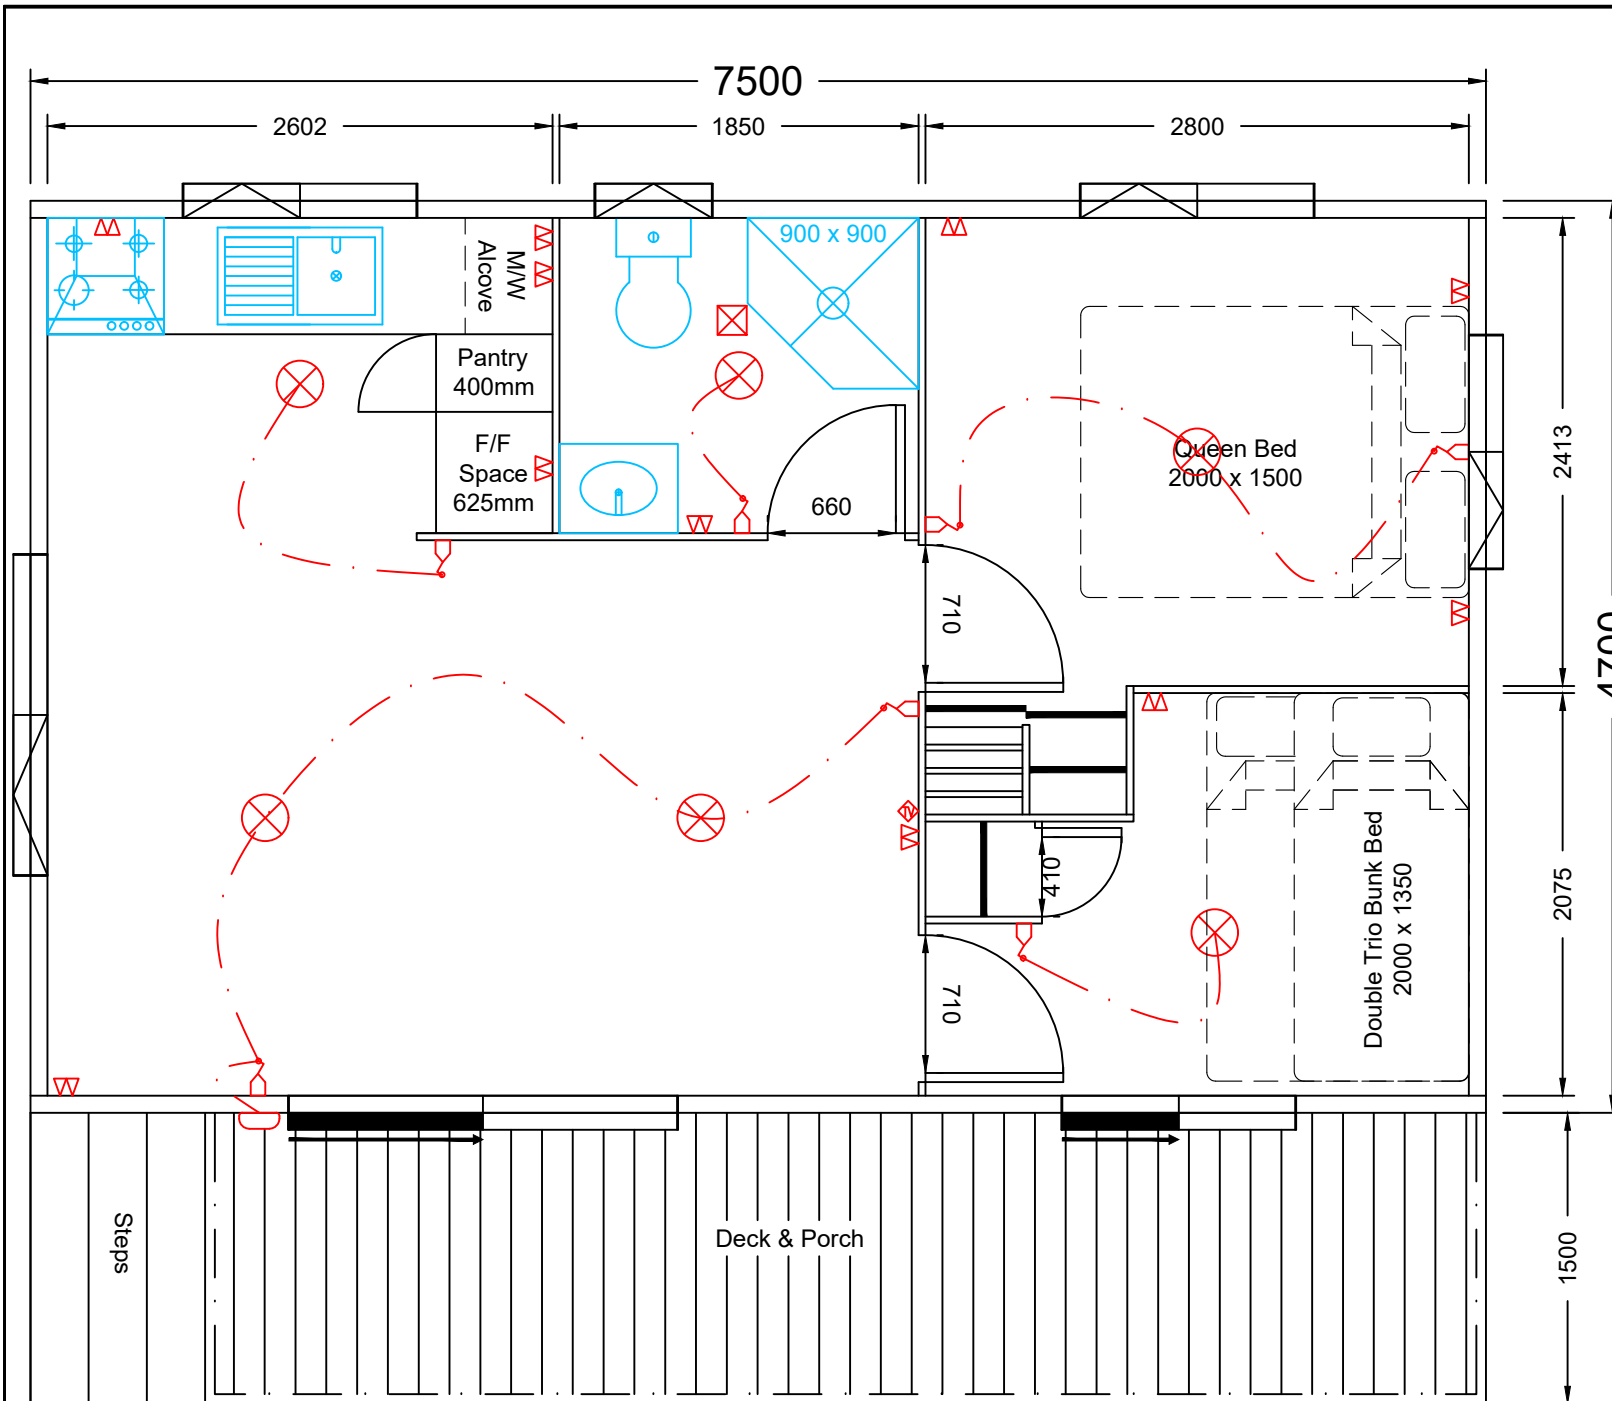 7500
2602
1850
2800
900 x 900
M/W
Alcove
Pantry
400mm
F/F
Space
625mm
660
Queen Bed
2000 x 1500
2413
4700
710
410
Double Trio Bunk Bed
2000 x 1350
2075
710
Steps
Deck & Porch
1500